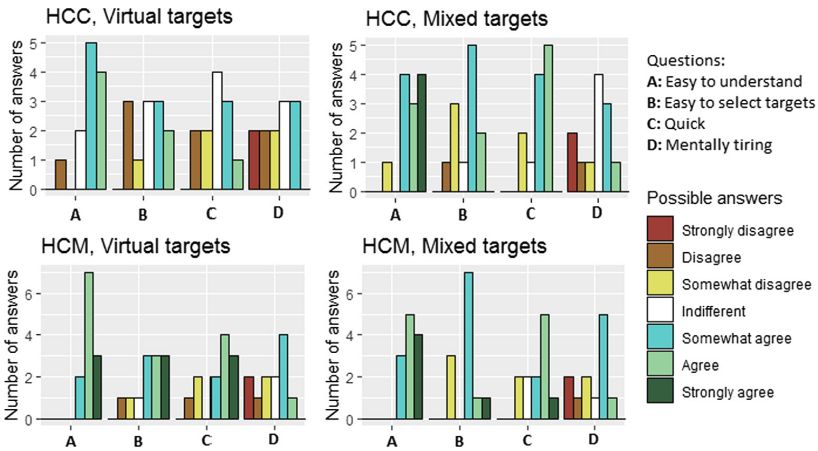 HCC, Virtual targets
Number of answers
5
4
3
2
1
0
A B C D
HCC, Mixed targets
Number of answers
5
4
3
2
1
0
A B C D
HCM, Virtual targets
Number of answers
6
4
2
0
A B C D
HCM, Mixed targets
Number of answers
6
4
2
0
A B C D
Questions:
A: Easy to understand
B: Easy to select targets
C: Quick
D: Mentally tiring
Possible answers
Strongly disagree
Disagree
Somewhat disagree
Indifferent
Somewhat agree
Agree
Strongly agree